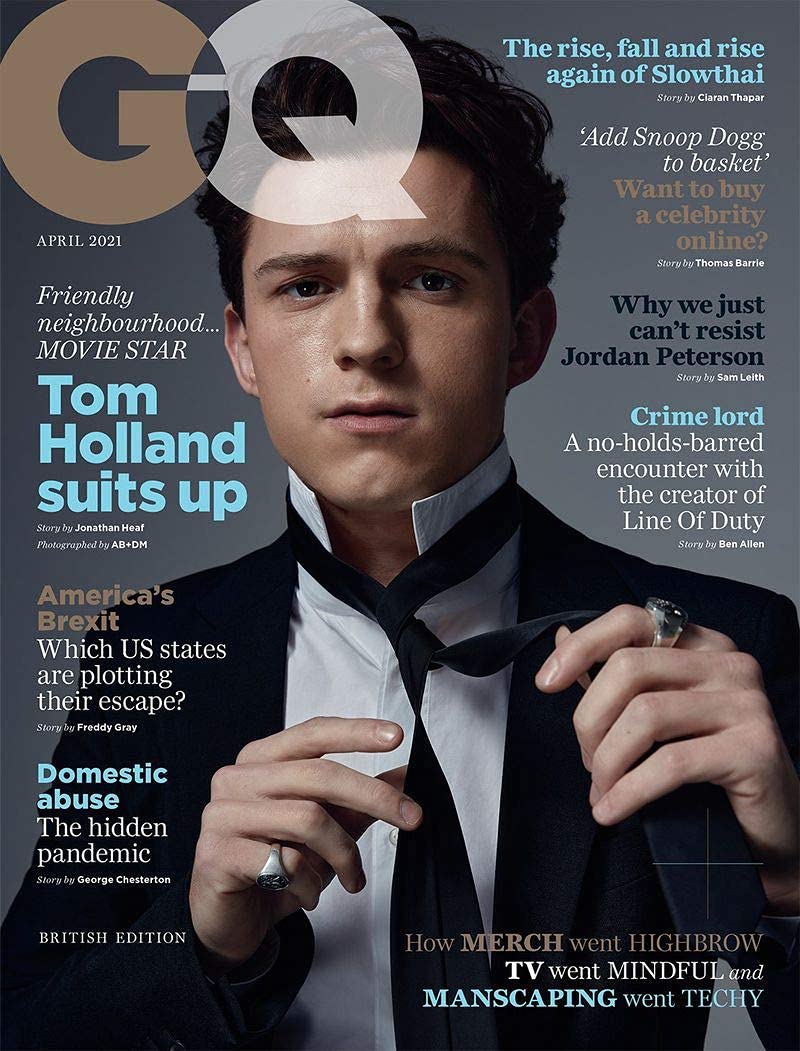 GQ
APRIL 2021
Friendly
neighbourhood...
MOVIE STAR
Tom
Holland
suits up
Story by Jonathan Heaf
Photographed by AB+DM
America's
Brexit
Which US states
are plotting
their escape?
Story by Freddy Gray
Domestic
abuse
The hidden
pandemic
Story by George Chesterton
BRITISH EDITION
The rise, fall and rise
again of Slowthai
Story by Ciaran Thapar
‘Add Snoop Dogg
to basket’
Want to buy
a celebrity
online?
Story by Thomas Barrie
Why we just
can't resist
Jordan Peterson
Story by Sam Leith
Crime lord
A no-holds-barred
encounter with
the creator of
Line Of Duty
Story by Ben Allen
How MERCH went HIGHBROW
TV went MINDFUL and
MANSCAPING went TECHY